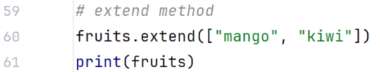 59 # extend method
60 fruits.extend(["mango", "kiwi"])
61 print(fruits)